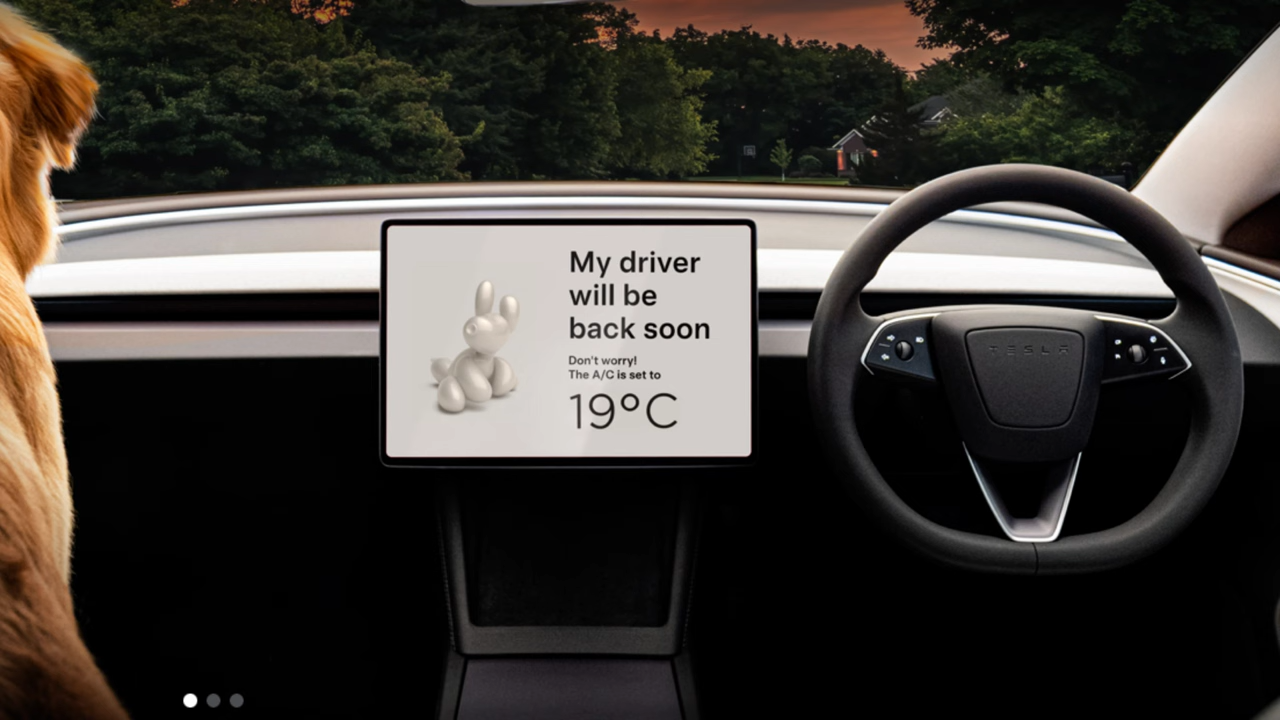 My driver
will be
back soon
Don't worry!
The A/C is set to
19°C
TESLA